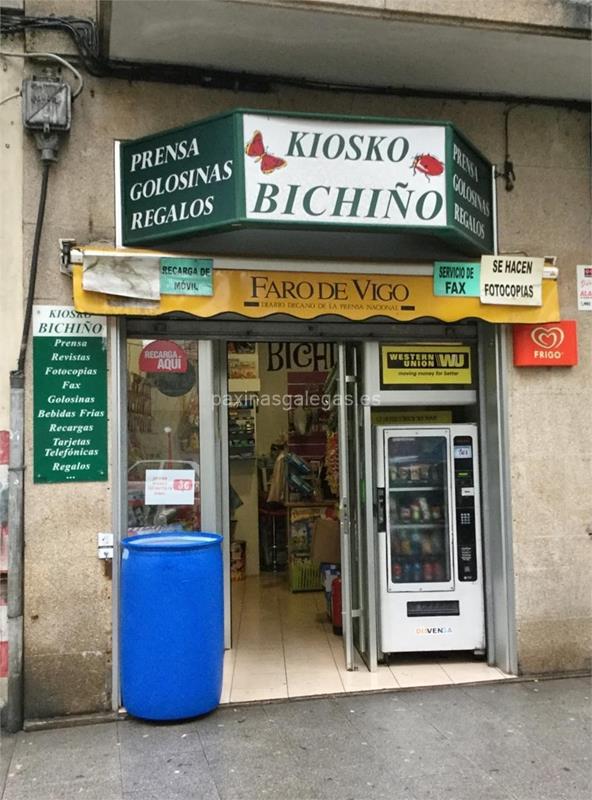 PRENSA
GOLOSINAS
REGALOS
KIOSKO
BICHIÑO
PRENSA
GOLOSINAS
REGALOS
RECARGA DE
MÓVIL
FARO DE VIGO
DIARIO DECANO DE LA PRENSA NACIONAL
SERVICIO DE
FAX
SE HACEN
FOTOCOPIAS
KIOSKO
BICHIÑO
Prensa
Revistas
Fotocopias
Fax
Golosinas
Bebidas Frías
Recargas
Tarjetas
Telefónicas
Regalos
...
RECARGA
AQUI
BICHI
WESTERN
UNION WU
moving money for better
FRIGO
paxinasgalegas.es
DUVENSA